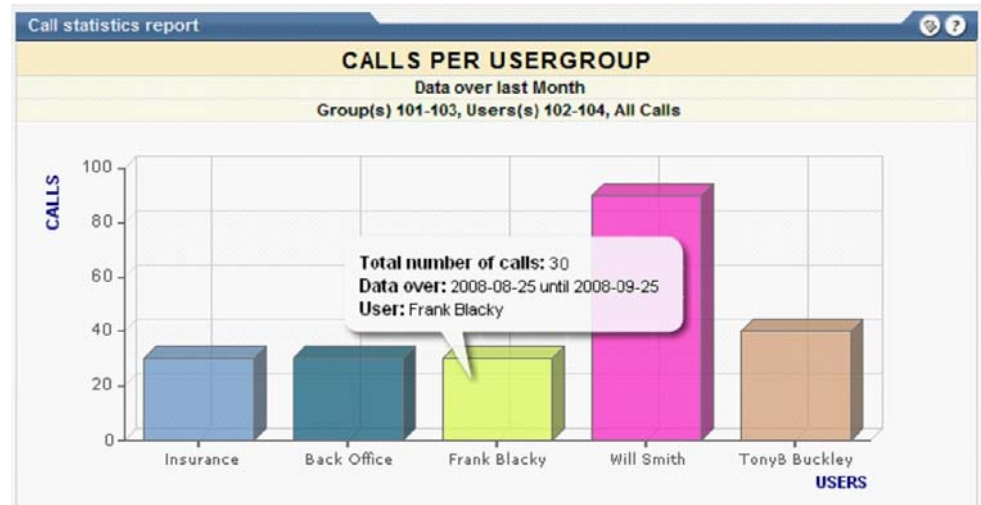 Call statistics report
?
CALLS PER USERGROUP
Data over last Month
Group(s) 101-103, Users(s) 102-104, All Calls
CALLS
100
80
60
40
20
0
Total number of calls: 30
Data over: 2008-08-25 until 2008-09-25
User: Frank Blacky
Insurance Back Office Frank Blacky Will Smith TonyB Buckley
USERS